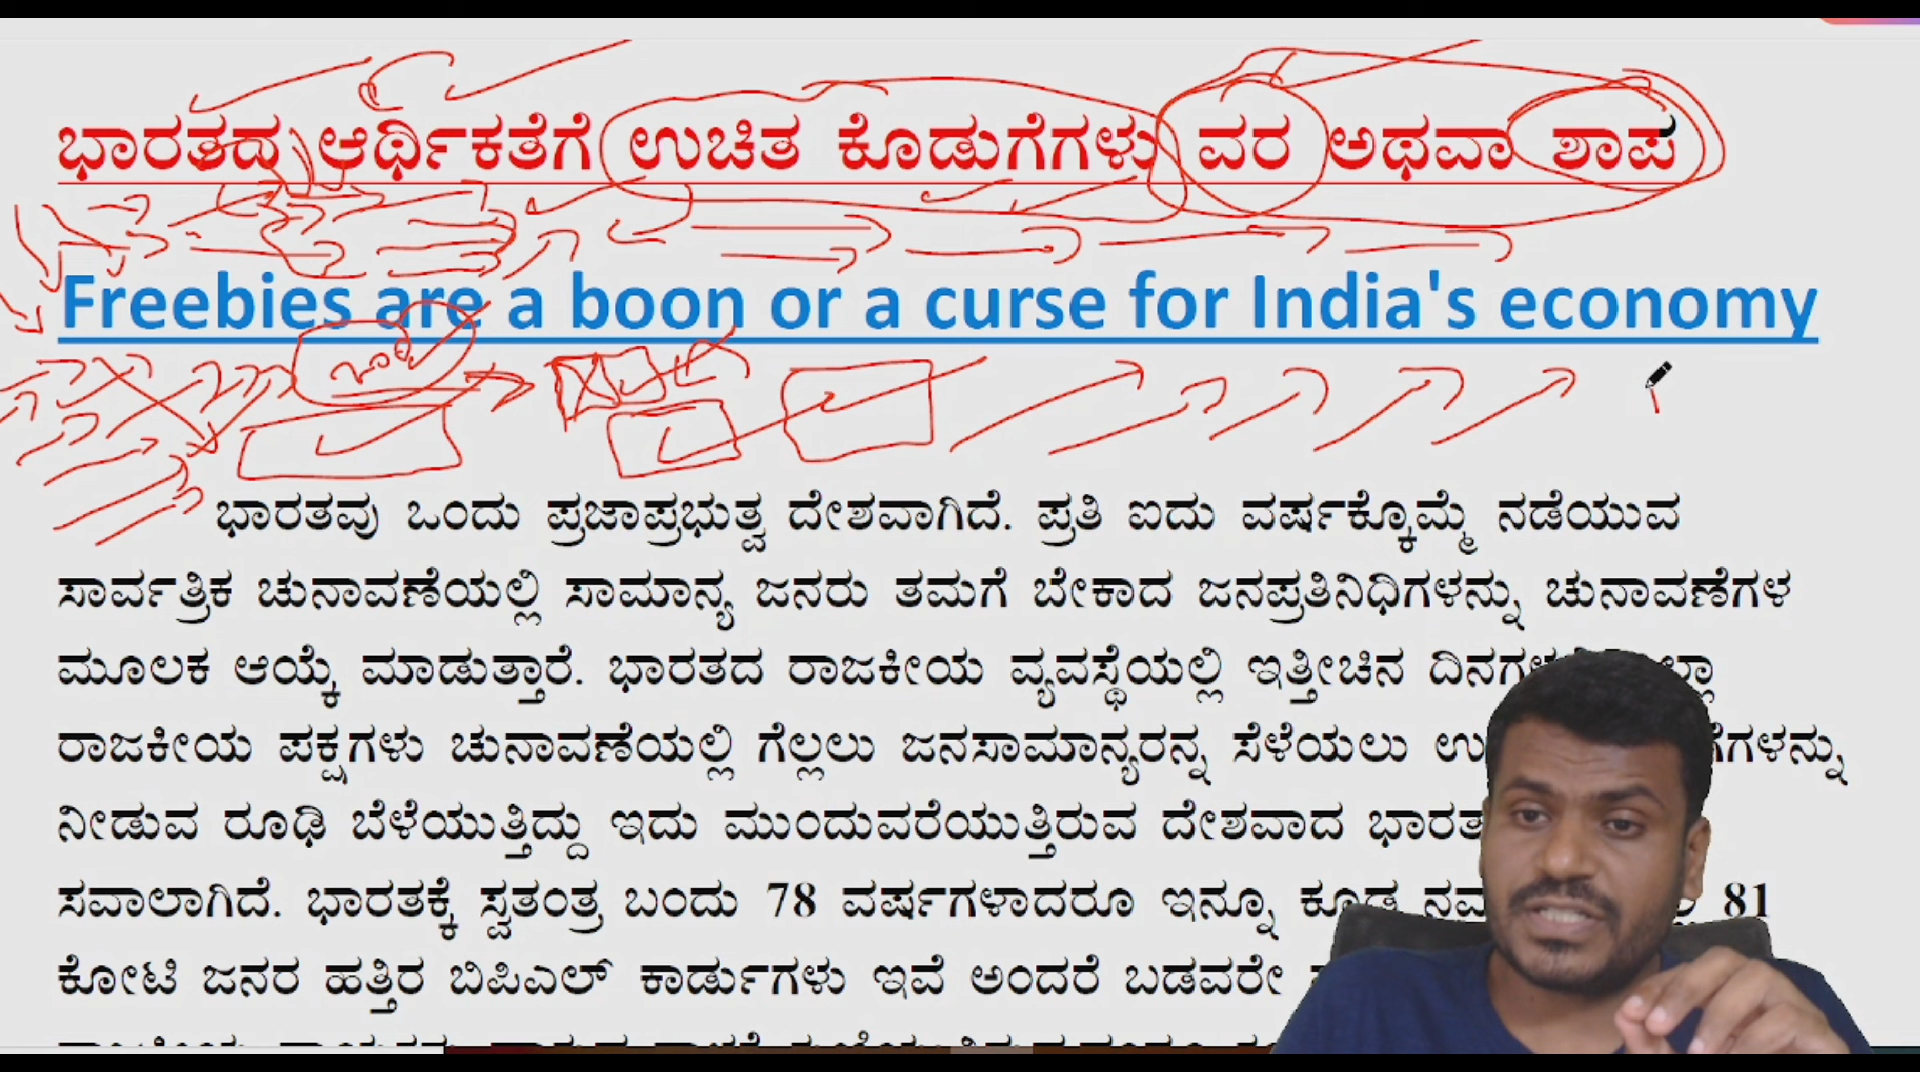 ಭಾರತದ ಆರ್ಥಿಕತೆಗೆ ಉಚಿತ ಕೊಡುಗೆಗಳು ವರ ಅಥವಾ ಶಾಪ
Freebies are a boon or a curse for India's economy
ಭಾರತವು ಒಂದು ಪ್ರಜಾಪ್ರಭುತ್ವ ದೇಶವಾಗಿದೆ. ಪ್ರತಿ ಐದು ವರ್ಷಕ್ಕೊಮ್ಮೆ ನಡೆಯುವ
ಸಾರ್ವತ್ರಿಕ ಚುನಾವಣೆಯಲ್ಲಿ ಸಾಮಾನ್ಯ ಜನರು ತಮಗೆ ಬೇಕಾದ ಜನಪ್ರತಿನಿಧಿಗಳನ್ನು ಚುನಾವಣೆಗಳ
ಮೂಲಕ ಆಯ್ಕೆ ಮಾಡುತ್ತಾರೆ. ಭಾರತದ ರಾಜಕೀಯ ವ್ಯವಸ್ಥೆಯಲ್ಲಿ ಇತ್ತೀಚಿನ
ರಾಜಕೀಯ ಪಕ್ಷಗಳು ಚುನಾವಣೆಯಲ್ಲಿ ಗೆಲ್ಲಲು ಜನಸಾಮಾನ್ಯರನ್ನ ಸೆಳೆಯಲು
ನೀಡುವ ರೂಢಿ ಬೆಳೆಯುತ್ತಿದ್ದು ಇದು ಮುಂದುವರೆಯುತ್ತಿರುವ ದೇಶವಾದ
ಸವಾಲಾಗಿದೆ. ಭಾರತಕ್ಕೆ ಸ್ವತಂತ್ರ ಬಂದು 78 ವರ್ಷಗಳಾದರೂ ಇನ್ನೂ ಕೂಡ 81
ಕೋಟಿ ಜನರ ಹತ್ತಿರ ಬಿಪಿಎಲ್ ಕಾರ್ಡುಗಳು ಇವೆ ಅಂದರೆ ಬಡವರೇ